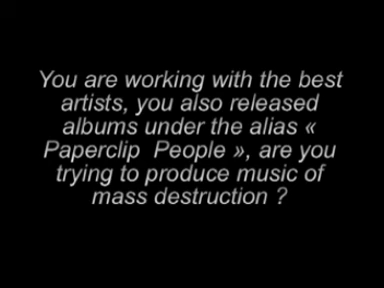 You are working with the best
artists, you also released
albums under the alias «
Paperclip People », are you
trying to produce music of
mass destruction ?